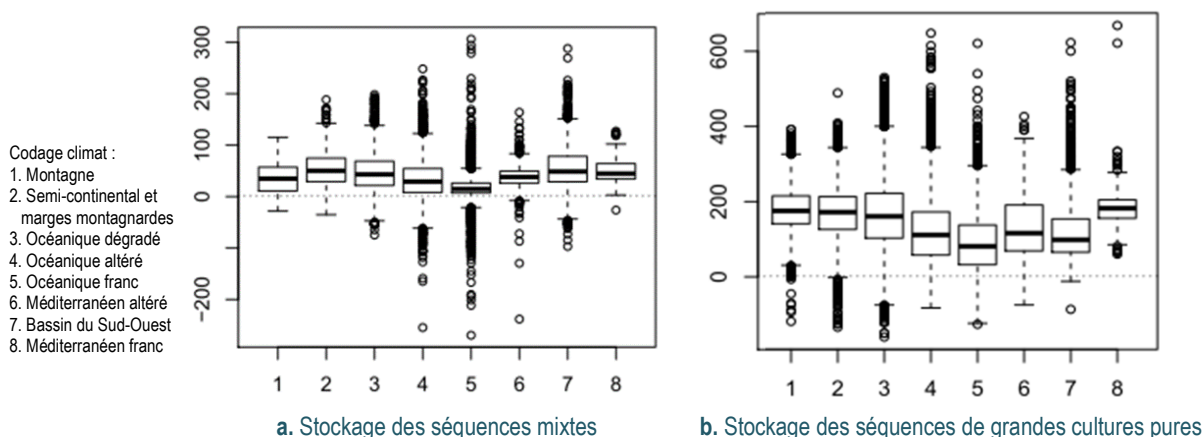 Codage climat :
1. Montagne
2. Semi-continental et
marges montagnardes
3. Océanique dégradé
4. Océanique altéré
5. Océanique franc
6. Méditerranéen altéré
7. Bassin du Sud-Ouest
8. Méditerranéen franc
300
200
100
0
−200
1 2 3 4 5 6 7 8
a. Stockage des séquences mixtes
600
400
200
0
1 2 3 4 5 6 7 8
b. Stockage des séquences de grandes cultures pures